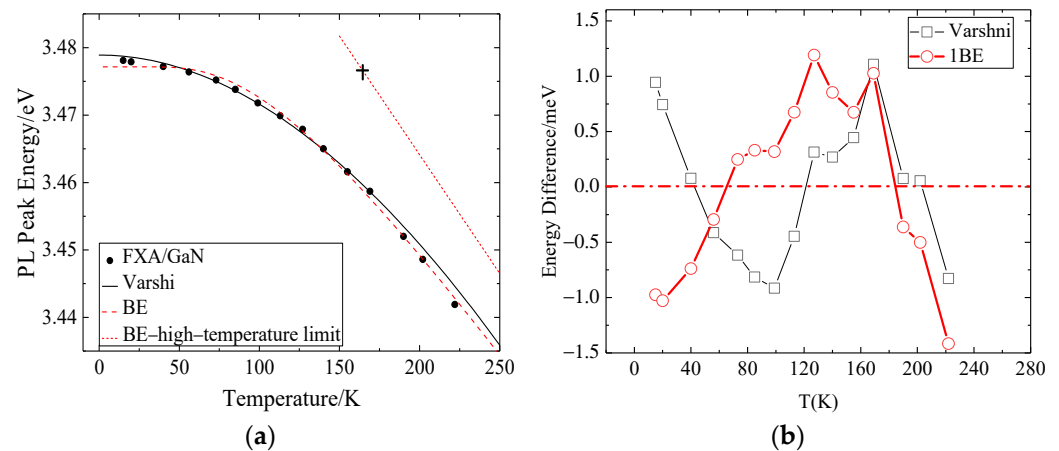 3.48
3.47
3.46
3.45
3.44
PL Peak Energy/eV
FXA/GaN
Varshi
BE
BE–high–temperature limit
0 50 100 150 200 250
Temperature/K
(a)
1.5
1.0
0.5
0.0
−0.5
−1.0
−1.5
Energy Difference/meV
Varshni
1BE
0 40 80 120 160 200 240 280
T(K)
(b)